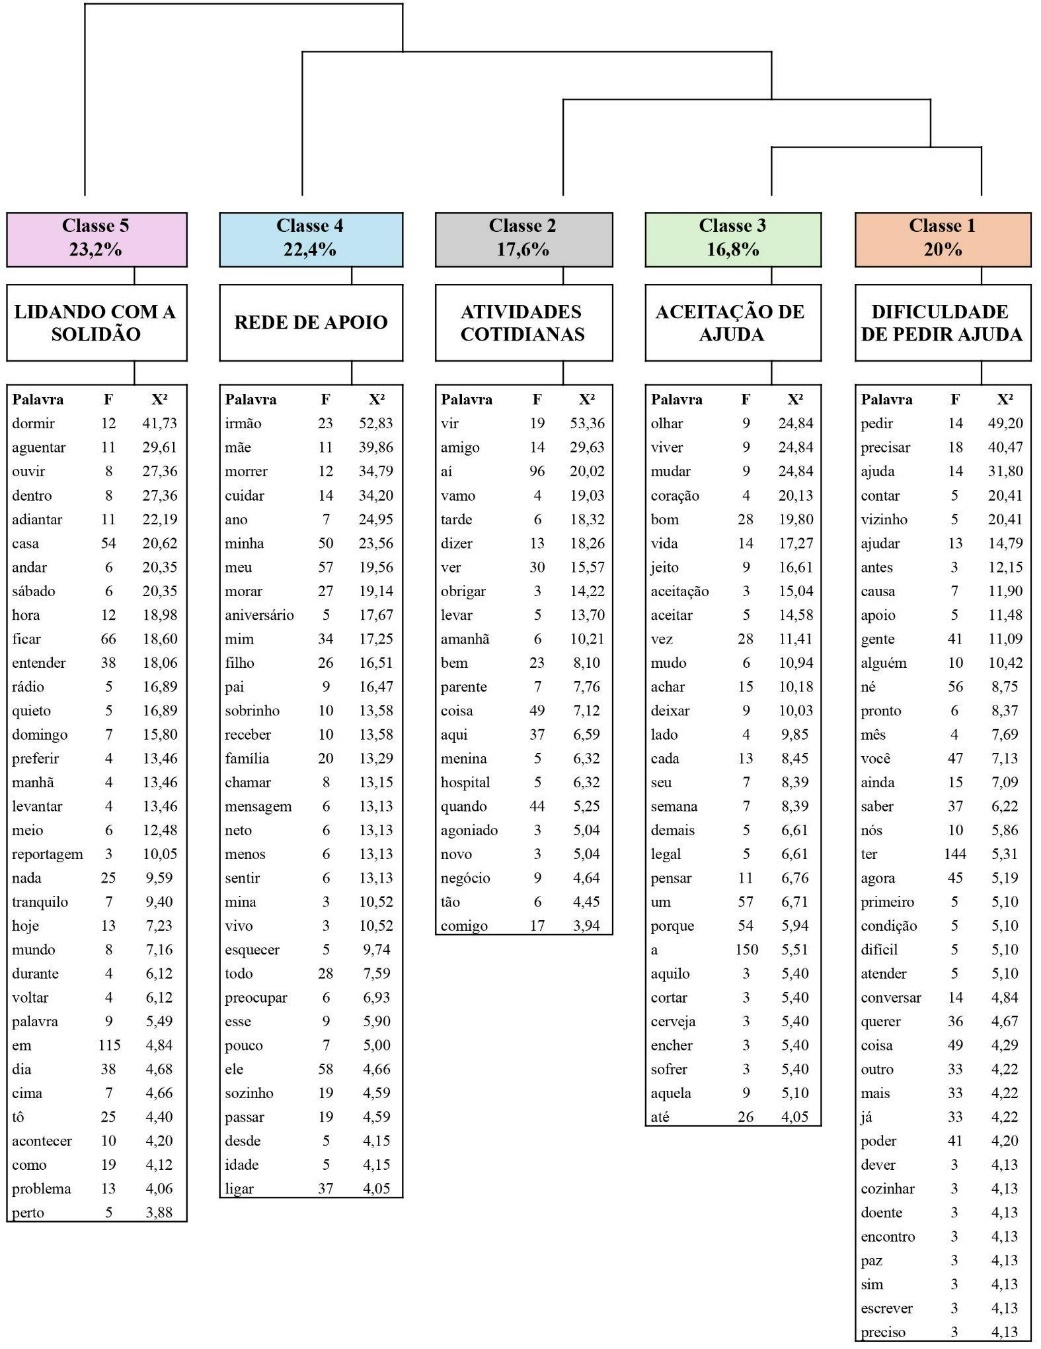 Classe 5
23,2%
LIDANDO COM A
SOLIDÃO
Palavra F X²
dormir 12 41,73
aguentar 11 29,61
ouvir 8 27,36
dentro 8 27,36
adiantar 11 22,19
casa 54 20,62
andar 6 20,35
sábado 6 20,35
hora 12 18,98
ficar 66 18,60
entender 38 18,06
rádio 5 16,89
quieto 5 16,89
domingo 7 15,80
preferir 4 13,46
manhã 4 13,46
levantar 4 13,46
meio 6 12,48
reportagem 3 10,05
nada 25 9,59
tranquilo 7 9,40
hoje 13 7,23
mundo 8 7,16
durante 4 6,12
voltar 4 6,12
palavra 9 5,49
em 115 4,84
dia 38 4,68
cima 7 4,66
tô 25 4,40
acontecer 10 4,20
como 19 4,12
problema 13 4,06
perto 5 3,88
Classe 4
22,4%
REDE DE APOIO
Palavra F X²
irmão 23 52,83
mãe 11 39,86
morrer 12 34,79
cuidar 14 34,20
ano 7 24,95
minha 50 23,56
meu 57 19,56
morar 27 19,14
aniversário 5 17,67
mim 34 17,25
filho 26 16,51
pai 9 16,47
sobrinho 10 13,58
receber 10 13,58
família 20 13,29
chamar 8 13,15
mensagem 6 13,13
neto 6 13,13
menos 6 13,13
sentir 6 13,13
mina 3 10,52
vivo 3 10,52
esquecer 5 9,74
todo 28 7,59
preocupar 6 6,93
esse 9 5,90
pouco 7 5,00
ele 58 4,66
sozinho 19 4,59
passar 19 4,59
desde 5 4,15
idade 5 4,15
ligar 37 4,05
Classe 2
17,6%
ATIVIDADES
COTIDIANAS
Palavra F X²
vir 19 53,36
amigo 14 29,63
aí 96 20,02
vamo 4 19,03
tarde 6 18,32
dizer 13 18,26
ver 30 15,57
obrigar 3 14,22
levar 5 13,70
amanhã 6 10,21
bem 23 8,10
parente 7 7,76
coisa 49 7,12
aqui 37 6,59
menina 5 6,32
hospital 5 6,32
quando 44 5,25
agoniado 3 5,04
novo 3 5,04
negócio 9 4,64
tão 6 4,45
comigo 17 3,94
Classe 3
16,8%
ACEITAÇÃO DE
AJUDA
Palavra F X²
olhar 9 24,84
viver 9 24,84
mudar 9 24,84
coração 4 20,13
bom 28 19,80
vida 14 17,27
jeito 9 16,61
aceitação 3 15,04
aceitar 5 14,58
vez 28 11,41
mudo 6 10,94
achar 15 10,18
deixar 9 10,03
lado 4 9,85
cada 13 8,45
seu 7 8,39
semana 7 8,39
demais 5 6,61
legal 5 6,61
pensar 11 6,76
um 57 6,71
porque 54 5,94
a 150 5,51
aquilo 3 5,40
cortar 3 5,40
cerveja 3 5,40
encher 3 5,40
sofrer 3 5,40
aquela 9 5,10
até 26 4,05
Classe 1
20%
DIFICULDADE
DE PEDIR AJUDA
Palavra F X²
pedir 14 49,20
precisar 18 40,47
ajuda 14 31,80
contar 5 20,41
vizinho 5 20,41
ajudar 13 14,79
antes 3 12,15
causa 7 11,90
apoio 5 11,48
gente 41 11,09
alguém 10 10,42
né 56 8,75
pronto 6 8,37
mês 4 7,69
você 47 7,13
ainda 15 7,09
saber 37 6,22
nós 10 5,86
ter 144 5,31
agora 45 5,19
primeiro 5 5,10
condição 5 5,10
difícil 5 5,10
atender 5 5,10
conversar 14 4,84
querer 36 4,67
coisa 49 4,29
outro 33 4,22
mais 33 4,22
já 33 4,22
poder 41 4,20
dever 3 4,13
cozinhar 3 4,13
doente 3 4,13
encontro 3 4,13
paz 3 4,13
sim 3 4,13
escrever 3 4,13
preciso 3 4,13